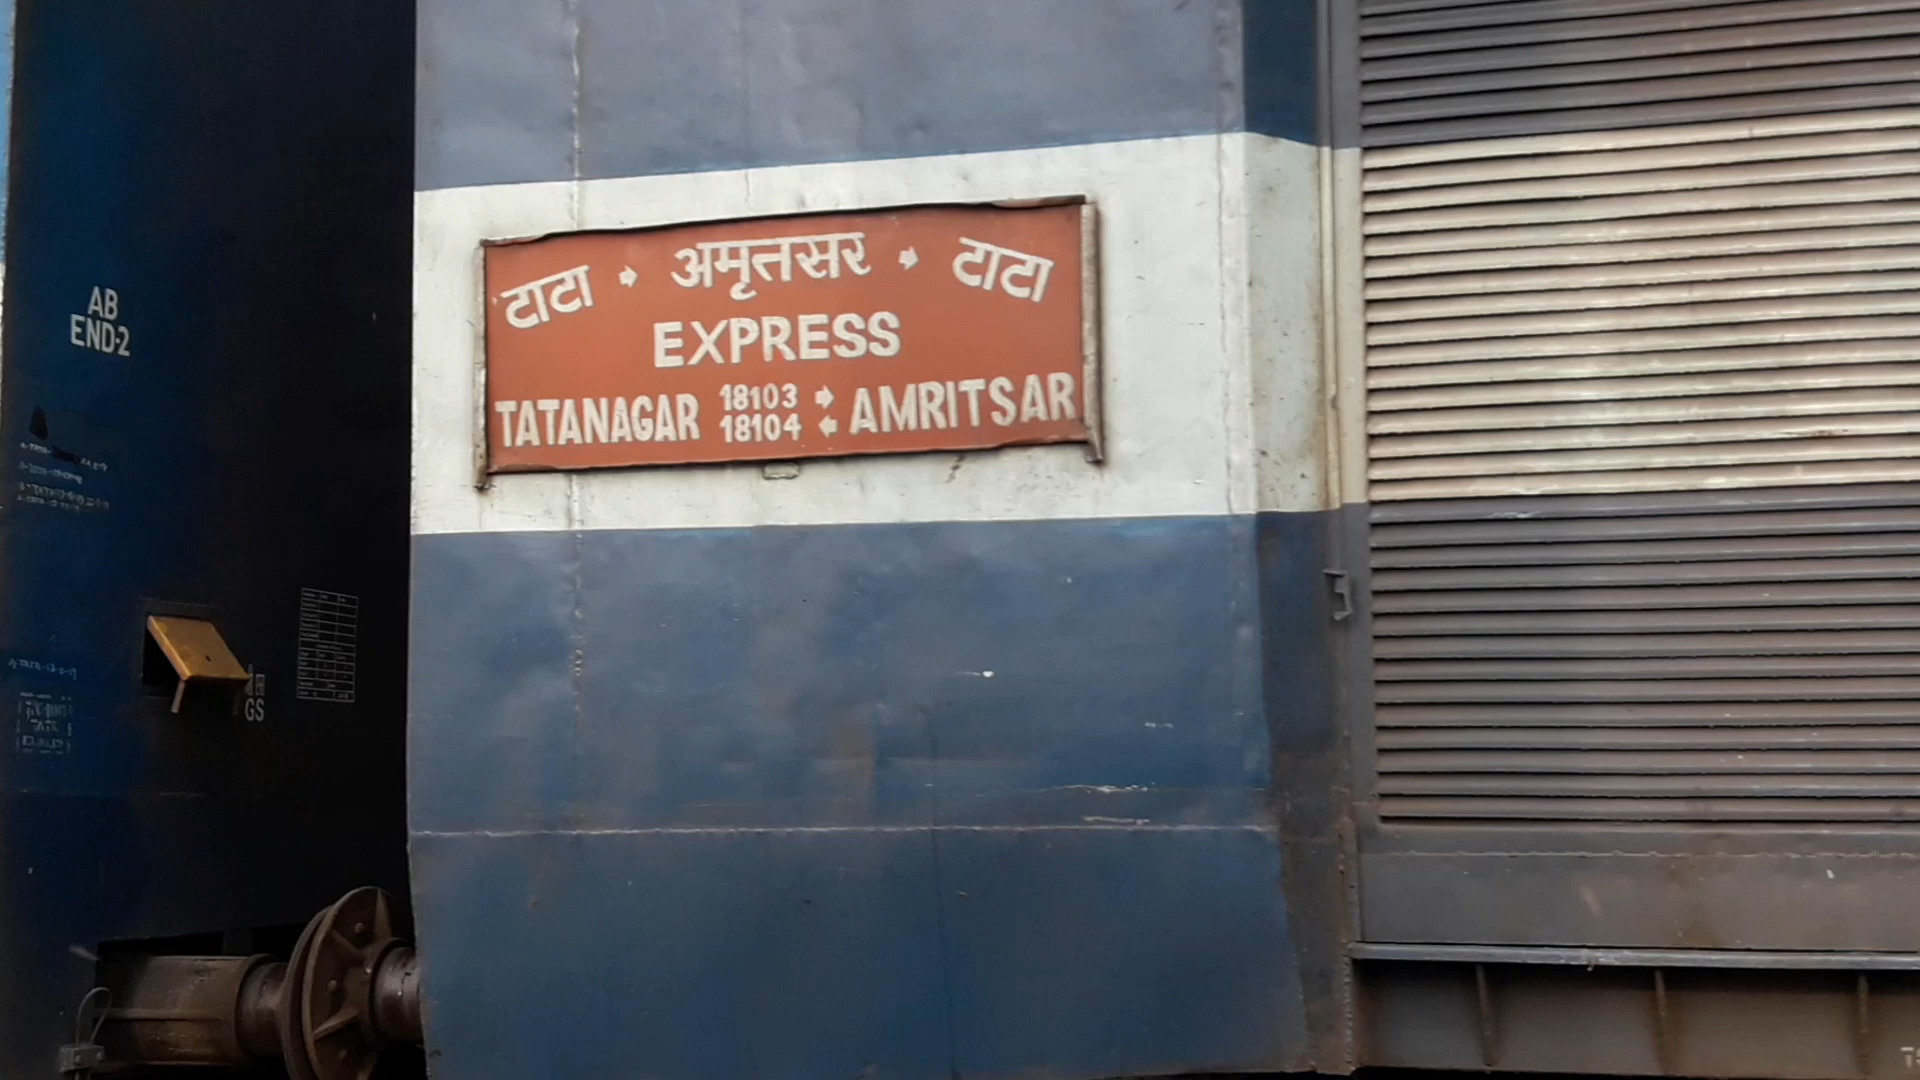 टाटा → अमृतसर → टाटा
EXPRESS
TATANAGAR 18103 → AMRITSAR
18104 ←
AB
END-2
GS